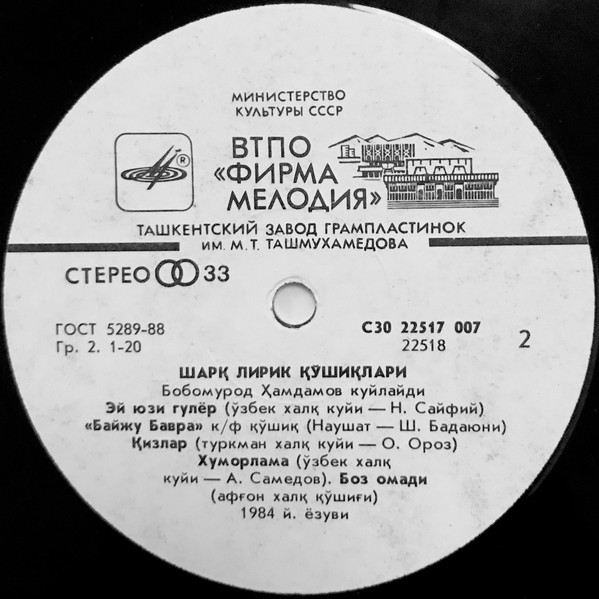 МИНИСТЕРСТВО
КУЛЬТУРЫ СССР
ВТПО
«ФИРМА
МЕЛОДИЯ»
®
ТАШКЕНТСКИЙ ЗАВОД ГРАМПЛАСТИНОК
ИМ. М. Т. ТАШМУХАМЕДОВА
СТЕРЕО 33
ГОСТ 5289-88
Гр. 2. 1-20
С30 22517 007
22518
2
ШАРҚ ЛИРИК ҚЎШИҚЛАРИ
Бобомурод Ҳамдамов куйлайди
Эй юзи гулёр (ўзбек халқ куйи — Н. Сайфий)
«Байжу Бавра» к/ф қўшиқ (Наушат — Ш. Бадаюни)
Қизлар (туркман халқ куйи — О. Ороз)
Хуморлама (ўзбек халқ
куйи — А. Самедов). Боз омади
(афғон халқ қўшиғи)
1984 й. ёзуви